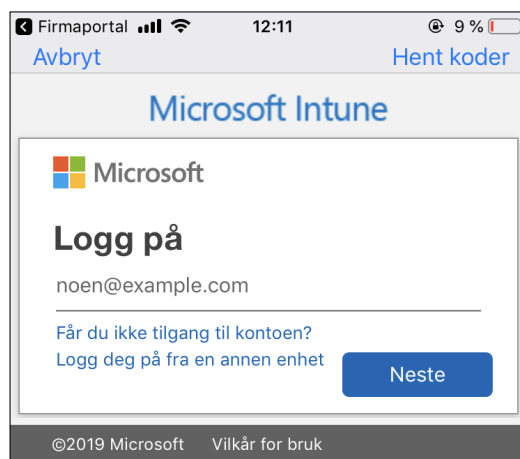 Firmaportal 12:11 9 %
Avbryt Hent koder
Microsoft Intune
Microsoft
Logg på
noen@example.com
Får du ikke tilgang til kontoen?
Logg deg på fra en annen enhet
Neste
©2019 Microsoft Vilkår for bruk